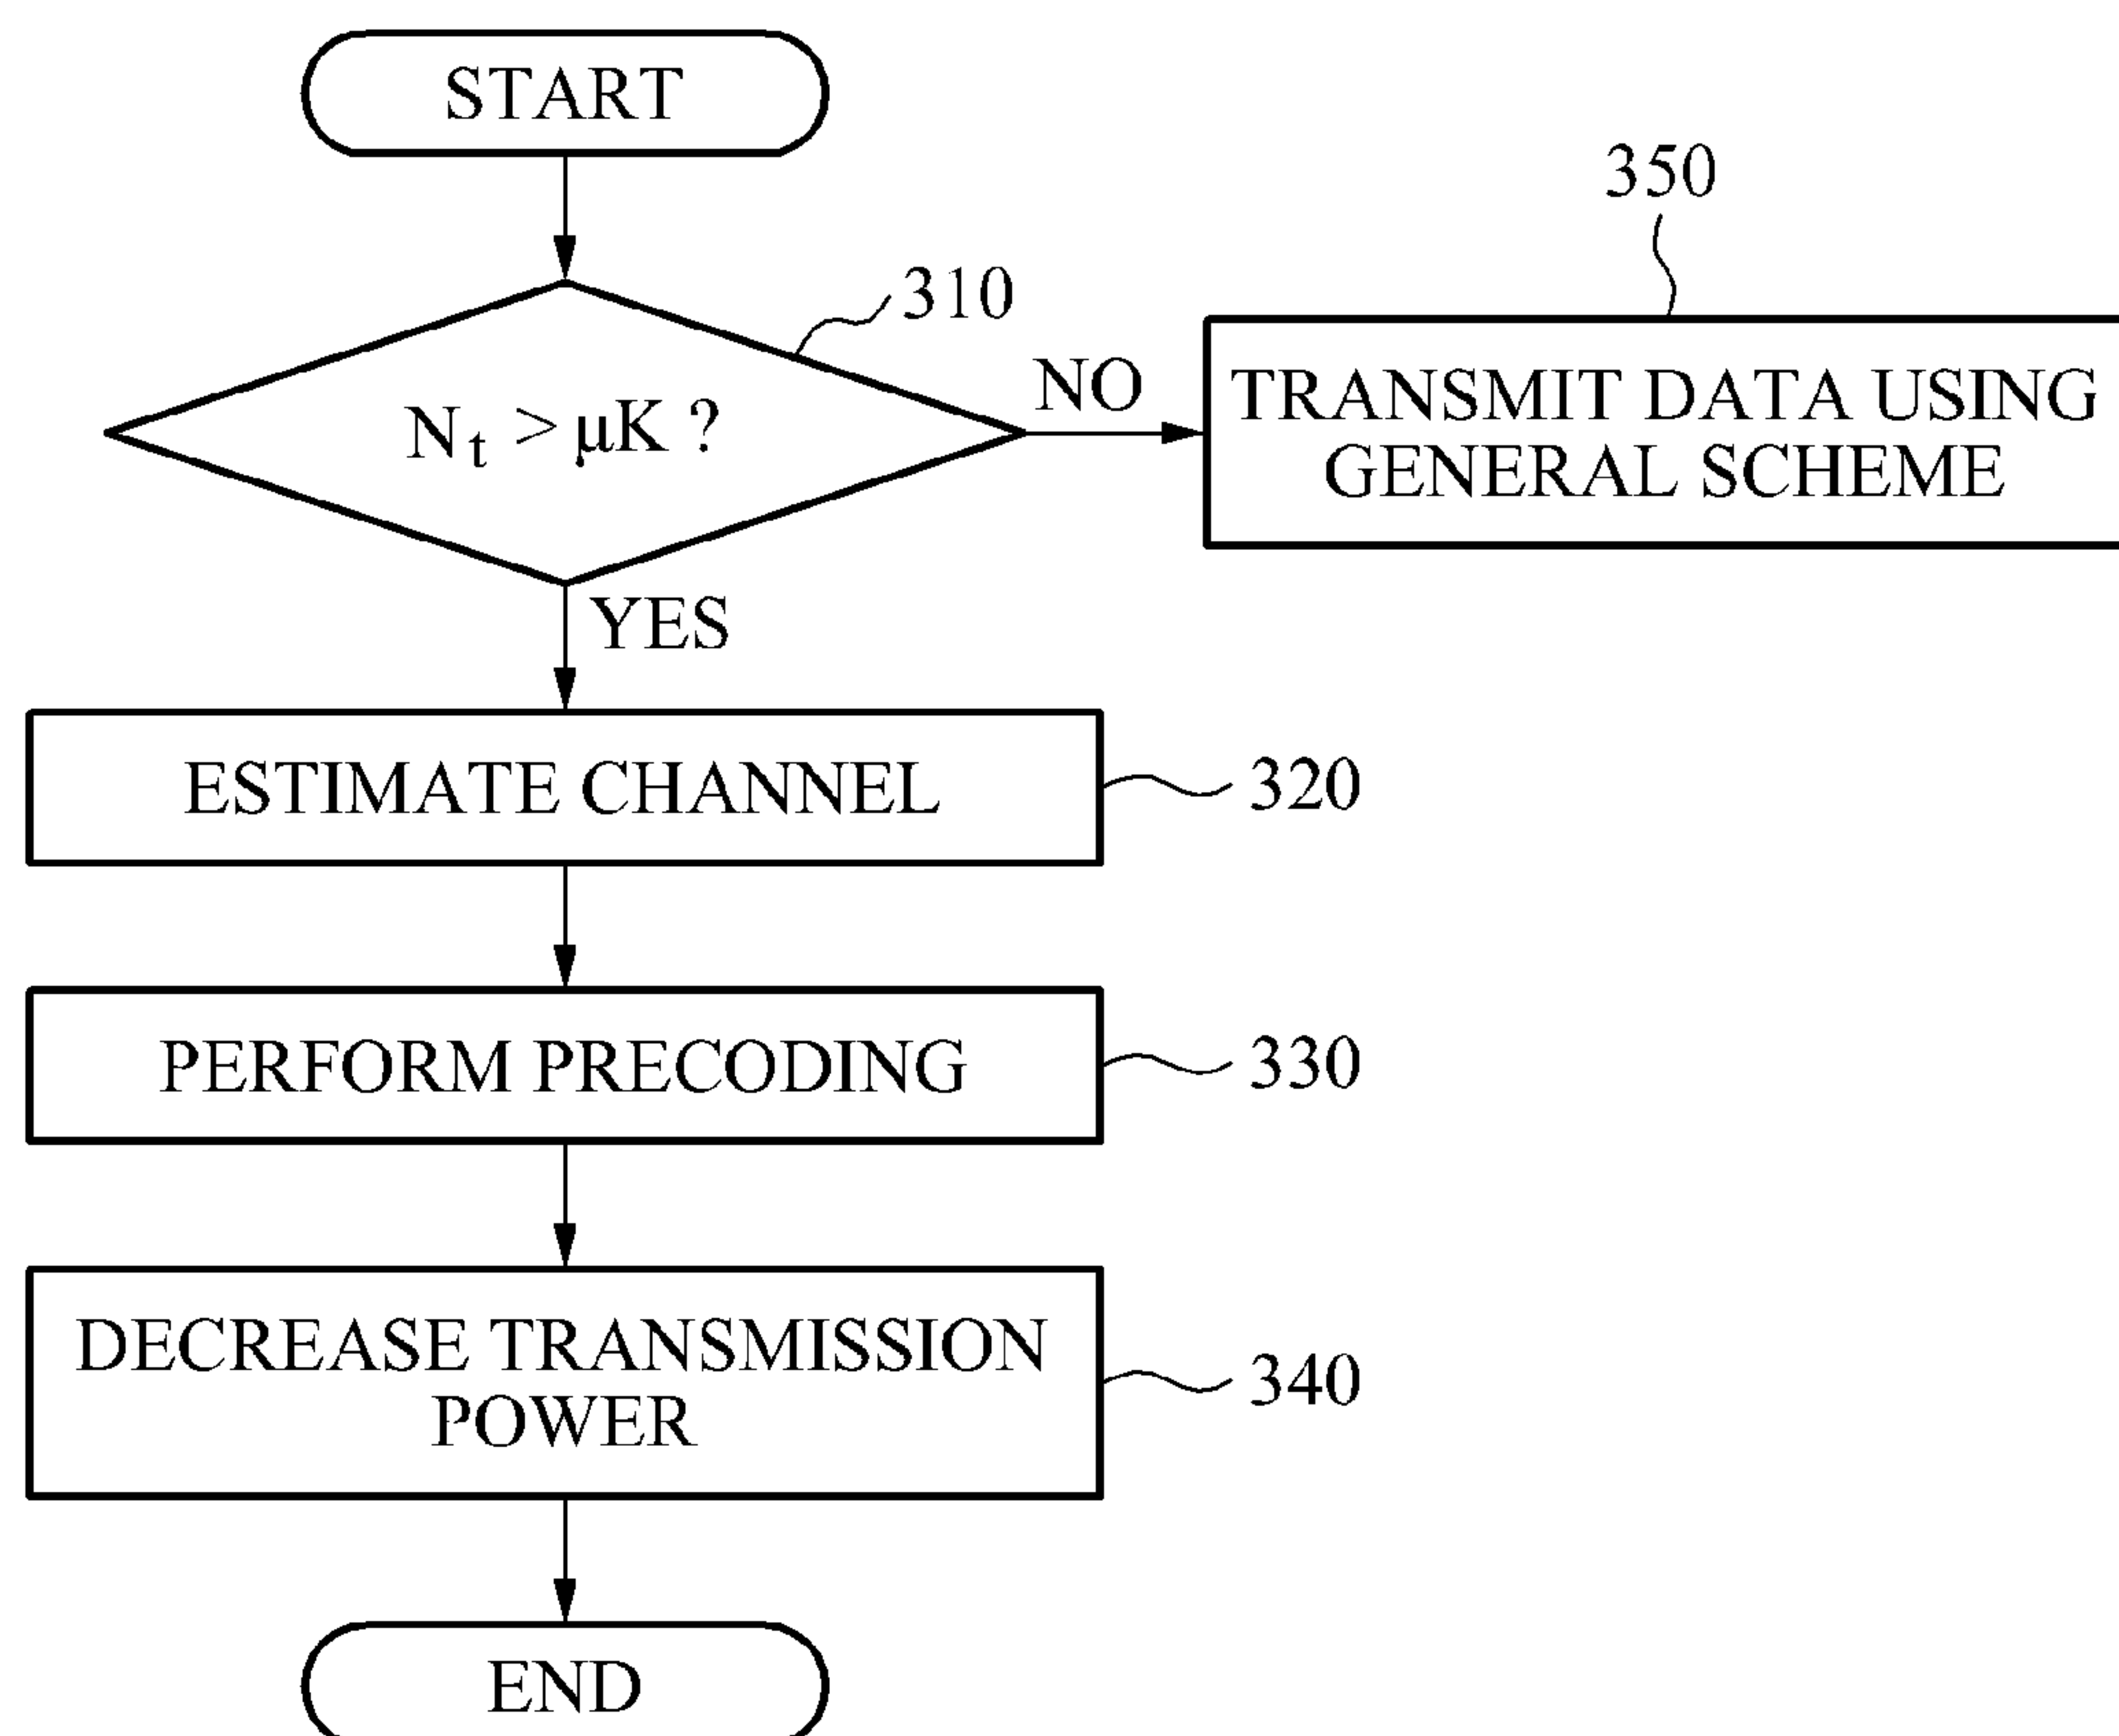 START
310
N_t > μK ?
NO
350
TRANSMIT DATA USING
GENERAL SCHEME
YES
ESTIMATE CHANNEL
320
PERFORM PRECODING
330
DECREASE TRANSMISSION
POWER
340
END